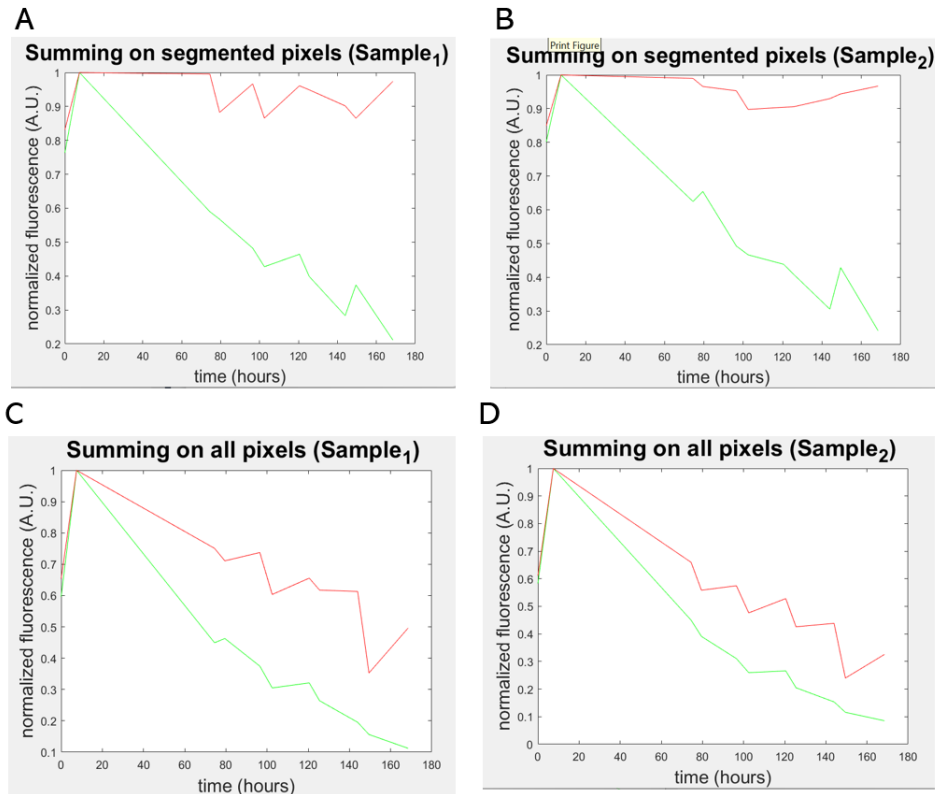 A
Summing on segmented pixels (Sample1)
normalized fluorescence (A.U.)
1
0.9
0.8
0.7
0.6
0.5
0.4
0.3
0.2
0 20 40 60 80 100 120 140 160 180
time (hours)
B
Print Figure
Summing on segmented pixels (Sample2)
normalized fluorescence (A.U.)
1
0.9
0.8
0.7
0.6
0.5
0.4
0.3
0.2
0 20 40 60 80 100 120 140 160 180
time (hours)
C
Summing on all pixels (Sample1)
normalized fluorescence (A.U.)
1
0.9
0.8
0.7
0.6
0.5
0.4
0.3
0.2
0.1
0 20 40 60 80 100 120 140 160 180
time (hours)
D
Summing on all pixels (Sample2)
normalized fluorescence (A.U.)
1
0.9
0.8
0.7
0.6
0.5
0.4
0.3
0.2
0.1
0
0 20 40 60 80 100 120 140 160 180
time (hours)